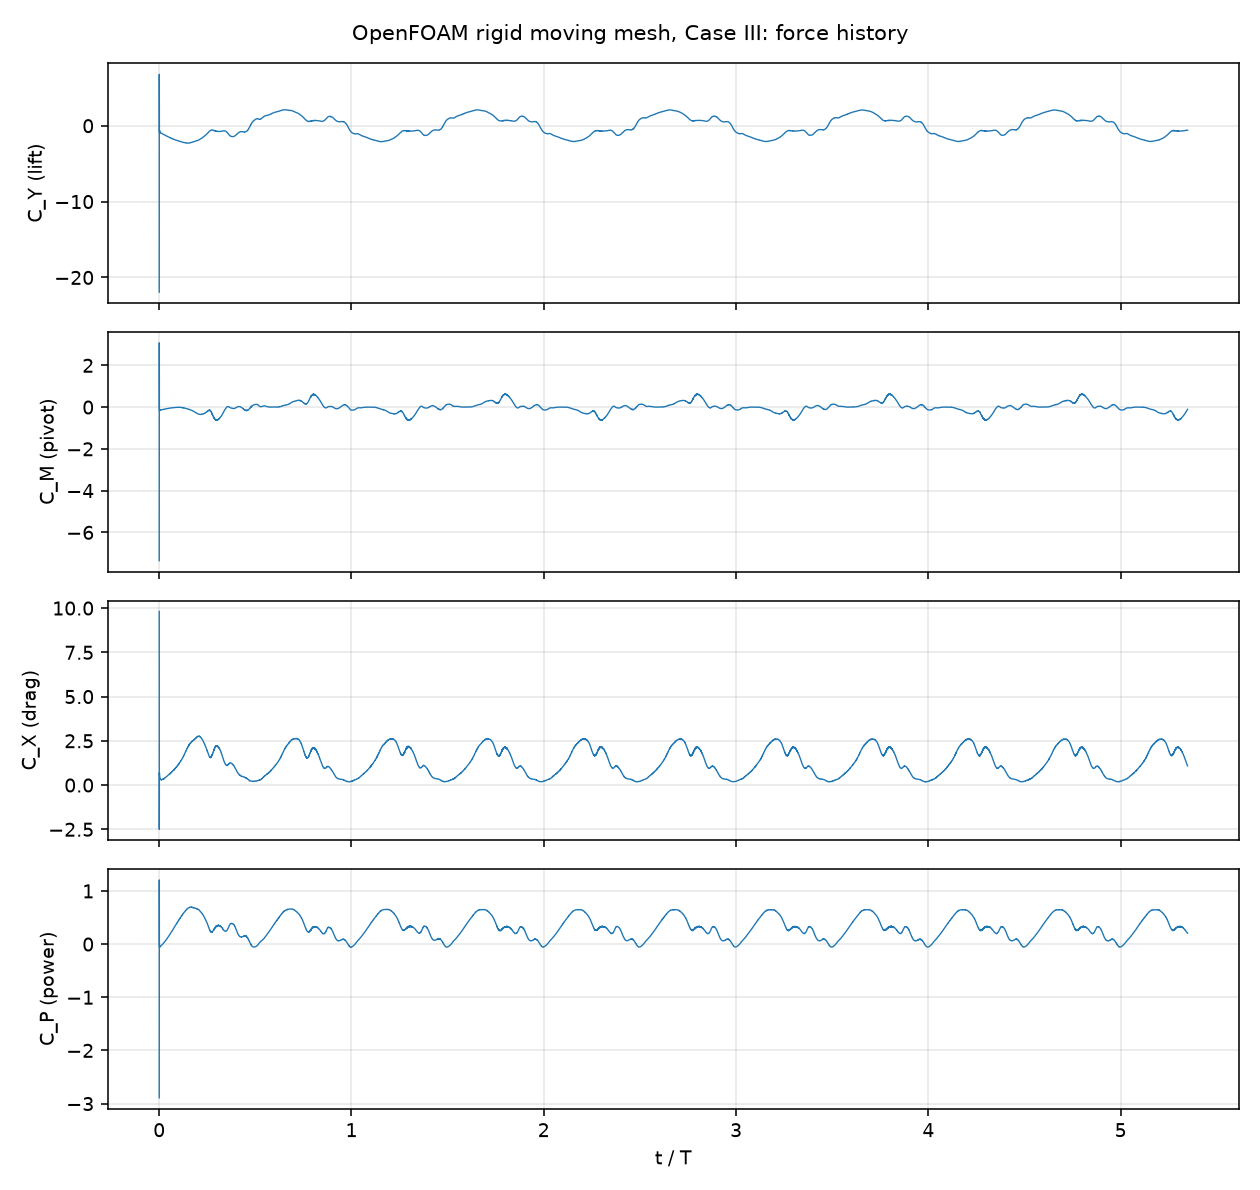 OpenFOAM rigid moving mesh, Case III: force history
C_Y (lift)
0
−10
−20
C_M (pivot)
2
0
−2
−4
−6
C_X (drag)
10.0
7.5
5.0
2.5
0.0
−2.5
C_P (power)
1
0
−1
−2
−3
0 1 2 3 4 5
t / T